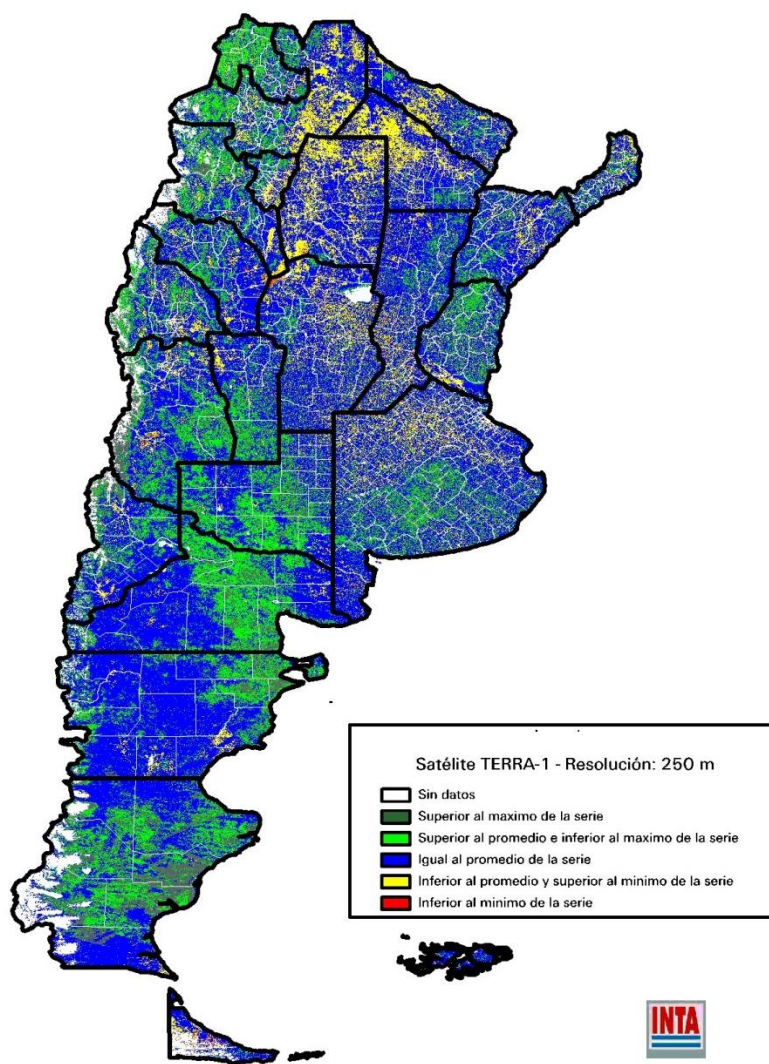 Satélite TERRA-1 - Resolución: 250 m
Sin datos
Superior al maximo de la serie
Superior al promedio e inferior al maximo de la serie
Igual al promedio de la serie
Inferior al promedio y superior al minimo de la serie
Inferior al minimo de la serie
INTA